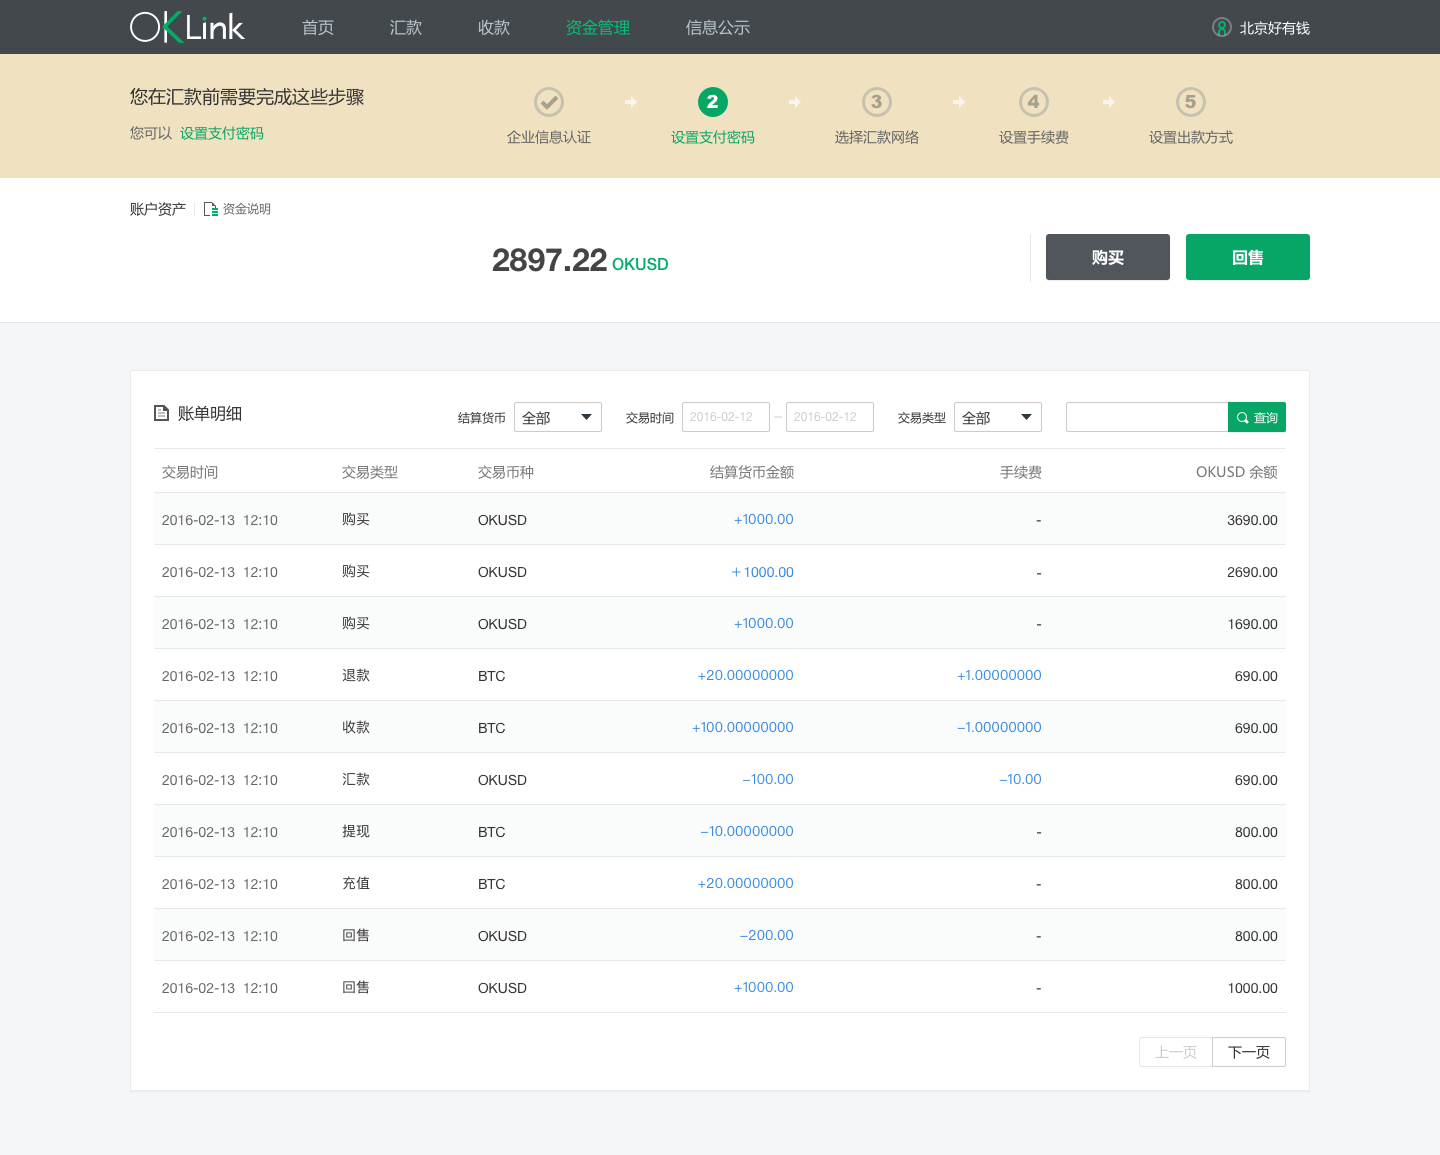 OKLink 首页 汇款 收款 资金管理 信息公示 北京好有钱
您在汇款前需要完成这些步骤
您可以 设置支付密码
2 3 4 5
企业信息认证 设置支付密码 选择汇款网络 设置手续费 设置出款方式
账户资产 资金说明
2897.22 OKUSD
购买 回售
账单明细 结算货币 全部 交易时间 2016-02-12 – 2016-02-12 交易类型 全部 查询
交易时间 交易类型 交易币种 结算货币金额 手续费 OKUSD 余额
2016-02-13 12:10 购买 OKUSD +1000.00 - 3690.00
2016-02-13 12:10 购买 OKUSD +1000.00 - 2690.00
2016-02-13 12:10 购买 OKUSD +1000.00 - 1690.00
2016-02-13 12:10 退款 BTC +20.00000000 +1.00000000 690.00
2016-02-13 12:10 收款 BTC +100.00000000 −1.00000000 690.00
2016-02-13 12:10 汇款 OKUSD −100.00 −10.00 690.00
2016-02-13 12:10 提现 BTC −10.00000000 - 800.00
2016-02-13 12:10 充值 BTC +20.00000000 - 800.00
2016-02-13 12:10 回售 OKUSD −200.00 - 800.00
2016-02-13 12:10 回售 OKUSD +1000.00 - 1000.00
上一页 下一页